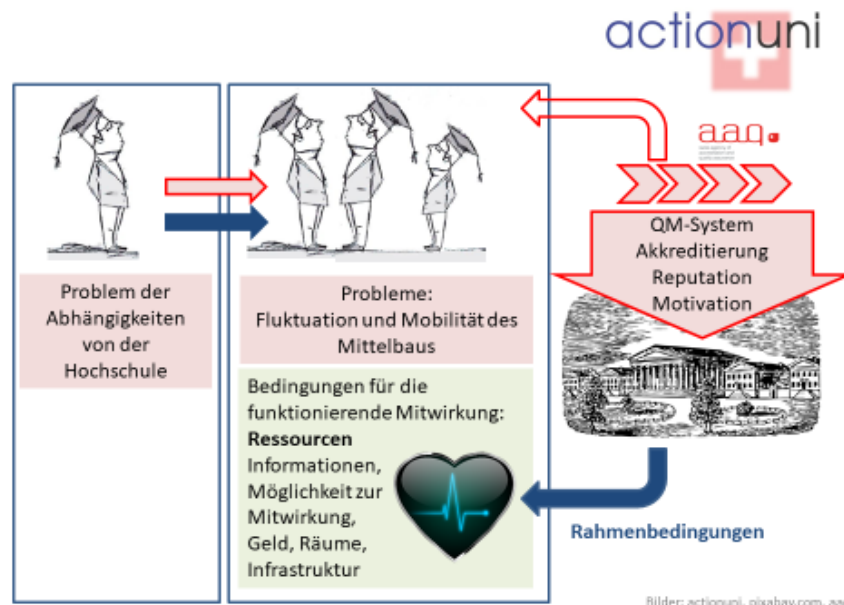 actionuni
aaq.
QM-System
Akkreditierung
Reputation
Motivation
Problem der
Abhängigkeiten
von der
Hochschule
Probleme:
Fluktuation und Mobilität des
Mittelbaus
Bedingungen für die
funktionierende Mitwirkung:
Ressourcen
Informationen,
Möglichkeit zur
Mitwirkung,
Geld, Räume,
Infrastruktur
Rahmenbedingungen
Bilder: actionuni, pixabay.com,